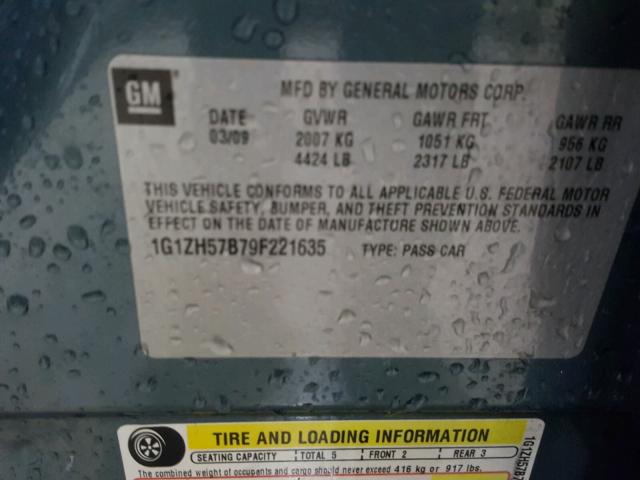 GM
MFD BY GENERAL MOTORS CORP.
DATE GVWR GAWR FRT GAWR RR
03/09 2007 KG 1051 KG 956 KG
4424 LB 2317 LB 2107 LB
THIS VEHICLE CONFORMS TO ALL APPLICABLE U.S. FEDERAL MOTOR
VEHICLE SAFETY, BUMPER, AND THEFT PREVENTION STANDARDS IN
EFFECT ON THE DATE OF MANUFACTURE SHOWN ABOVE.
1G1ZH57B79F221635 TYPE: PASS CAR
TIRE AND LOADING INFORMATION
SEATING CAPACITY TOTAL 5 FRONT 2 REAR 3
The combined weight of occupants and cargo should never exceed 416 kg or 917 lbs.